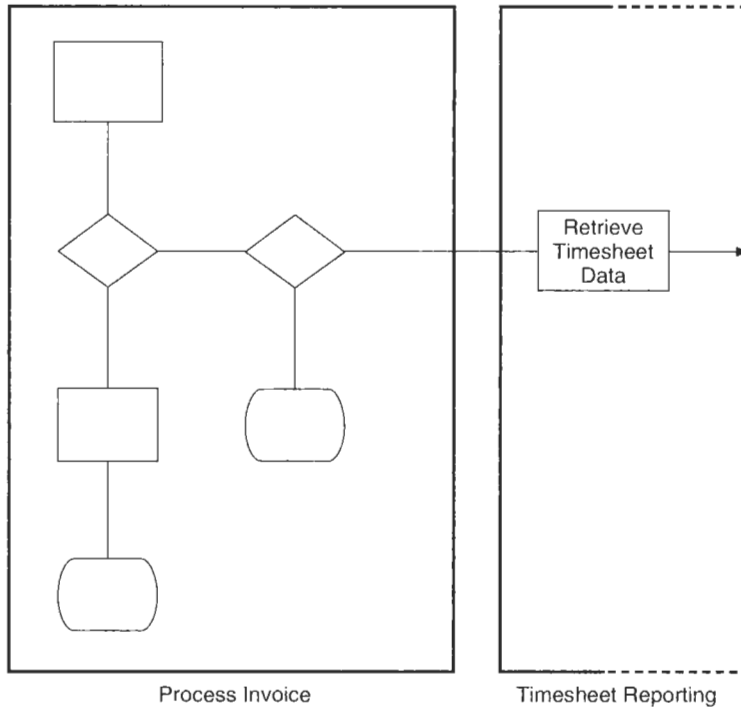 Retrieve
Timesheet
Data
Process Invoice
Timesheet Reporting